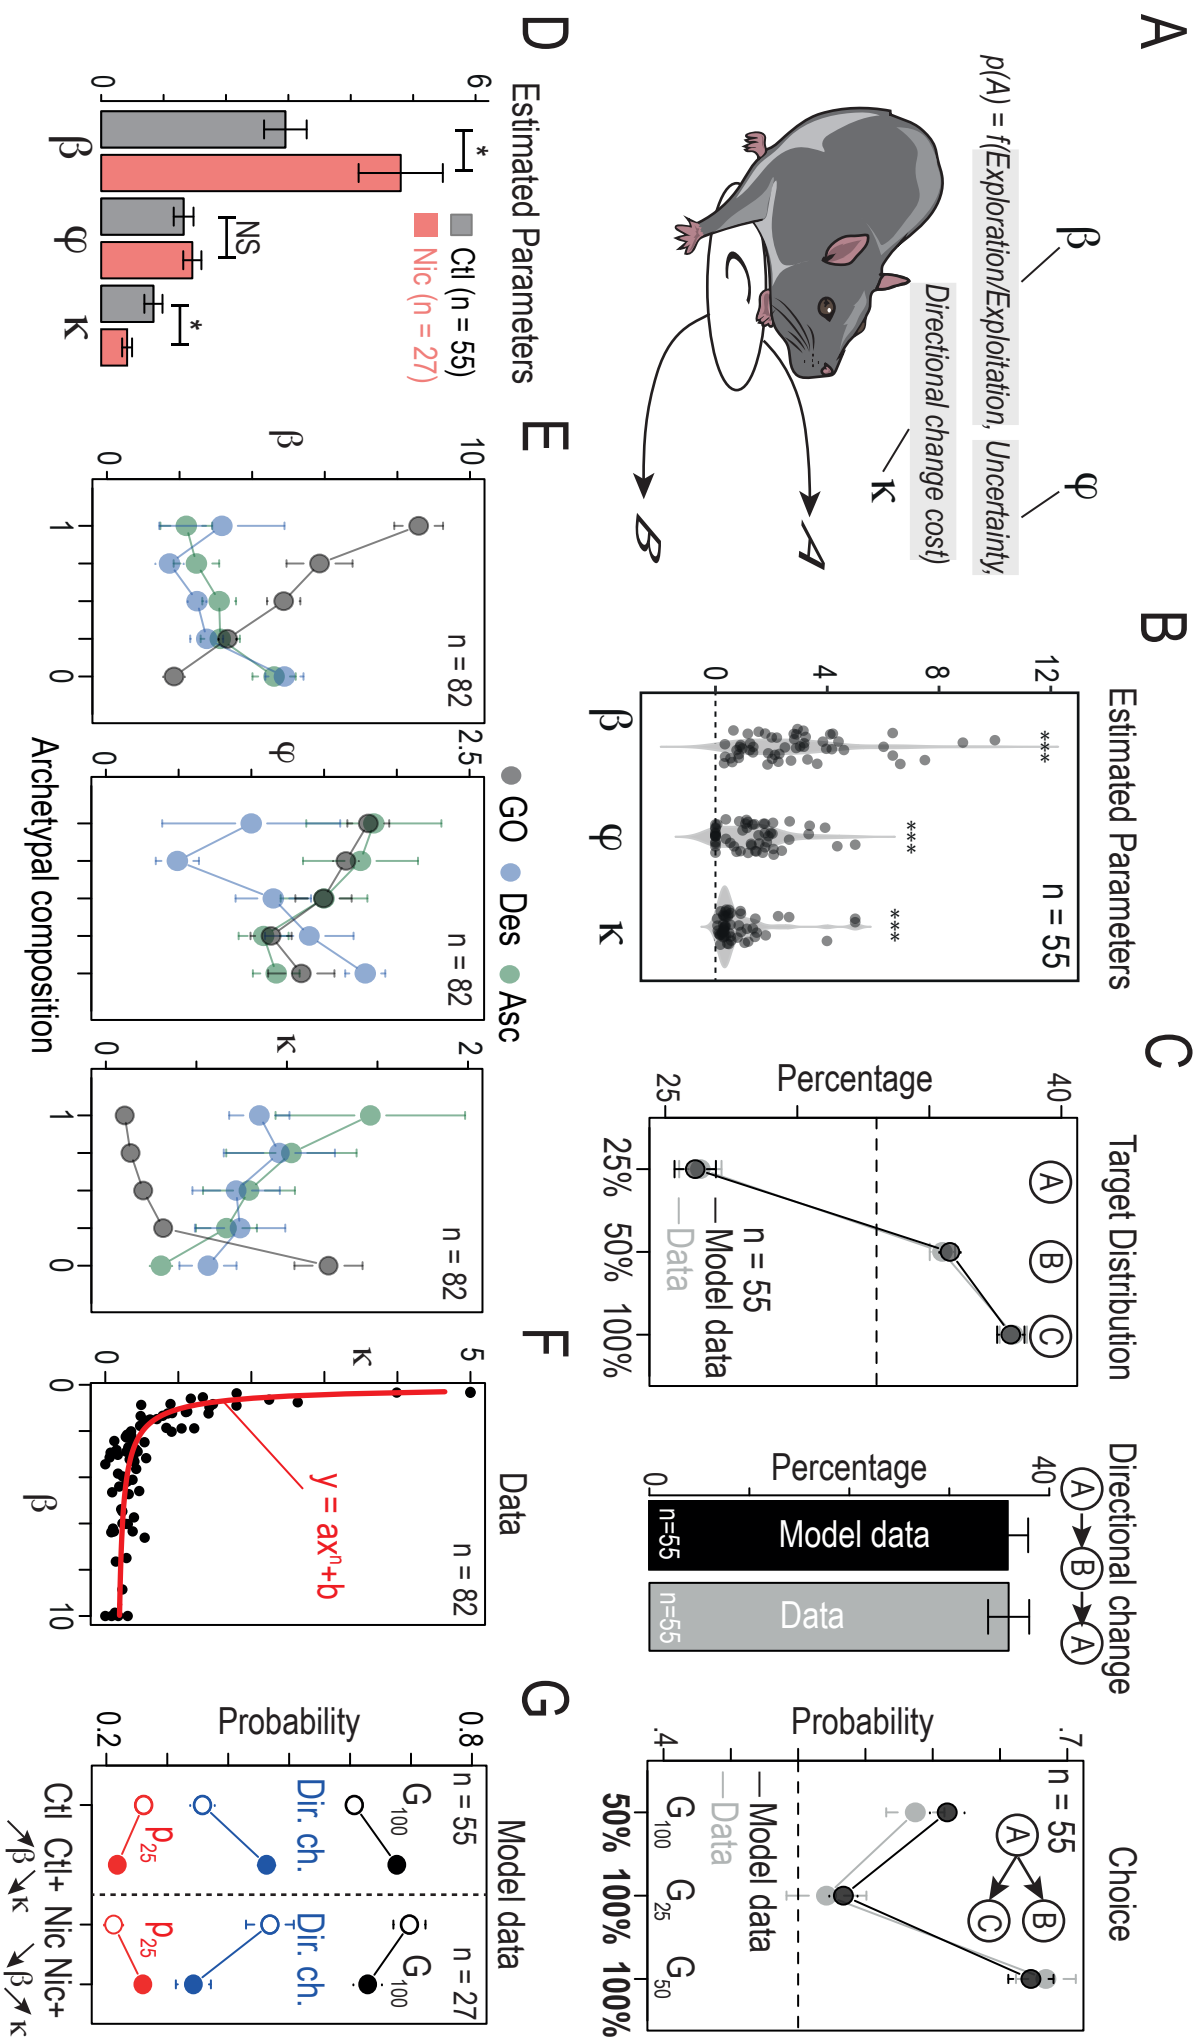 A
p(A) = f(Exploration/Exploitation, Uncertainty,
Directional change cost)
β
φ
κ
A
B
B
Estimated Parameters
n = 55
12
8
4
0
***
***
***
β
φ
κ
C
Target Distribution
A
B
C
Percentage
40
25
n = 55
Model data
Data
25%
50%
100%
Directional change
A
B
A
Percentage
40
0
Model data
n=55
Data
n=55
Choice
n = 55
A
B
C
Probability
.7
.4
Model data
Data
G100
G25
G50
50%
100%
100%
D
Estimated Parameters
6
0
*
NS
*
Ctl (n = 55)
Nic (n = 27)
β
φ
κ
E
GO
Des
Asc
β
10
0
n = 82
1
0
φ
2.5
0
n = 82
κ
2
0
n = 82
1
0
Archetypal composition
F
Data
n = 82
κ
5
0
y = axⁿ+b
0
10
β
G
Model data
n = 55
n = 27
Probability
0.8
0.2
G100
Dir. ch.
p25
G100
Dir. ch.
p25
Ctl
Ctl+
Nic
Nic+
↗β ↘κ
↘β ↗κ